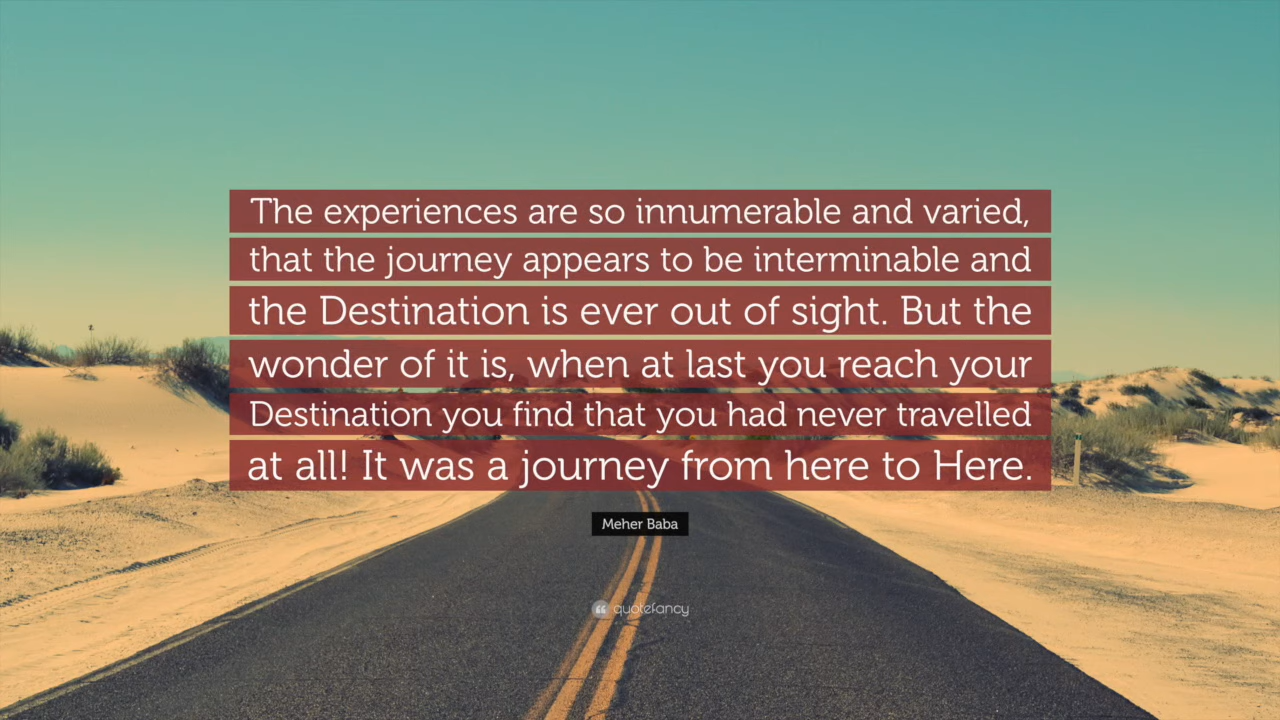 The experiences are so innumerable and varied,
that the journey appears to be interminable and
the Destination is ever out of sight. But the
wonder of it is, when at last you reach your
Destination you find that you had never travelled
at all! It was a journey from here to Here.
Meher Baba
quotefancy